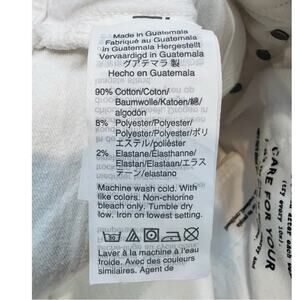 Made in Guatemala
Fabriqué au Guatemala
In Guatemala Hergestellt
Vervaardigd in Guatemala
グアテマラ 製
Hecho en Guatemala
90% Cotton/Coton/
Baumwolle/Katoen/綿/
algodón
8% Polyester/Polyester/
Polyester/Polyester/ポリ
エステル/poliéster
2% Elastane/Élasthanne/
Elastan/Elastaan/エラス
テーン/elastano
Machine wash cold. With
like colors. Non-chlorine
bleach only. Tumble dry
low. Iron on lowest setting.
Laver à la machine à l'eau
froide. Avec des couleurs
similaires. Agent de
CARE FOR YOUR